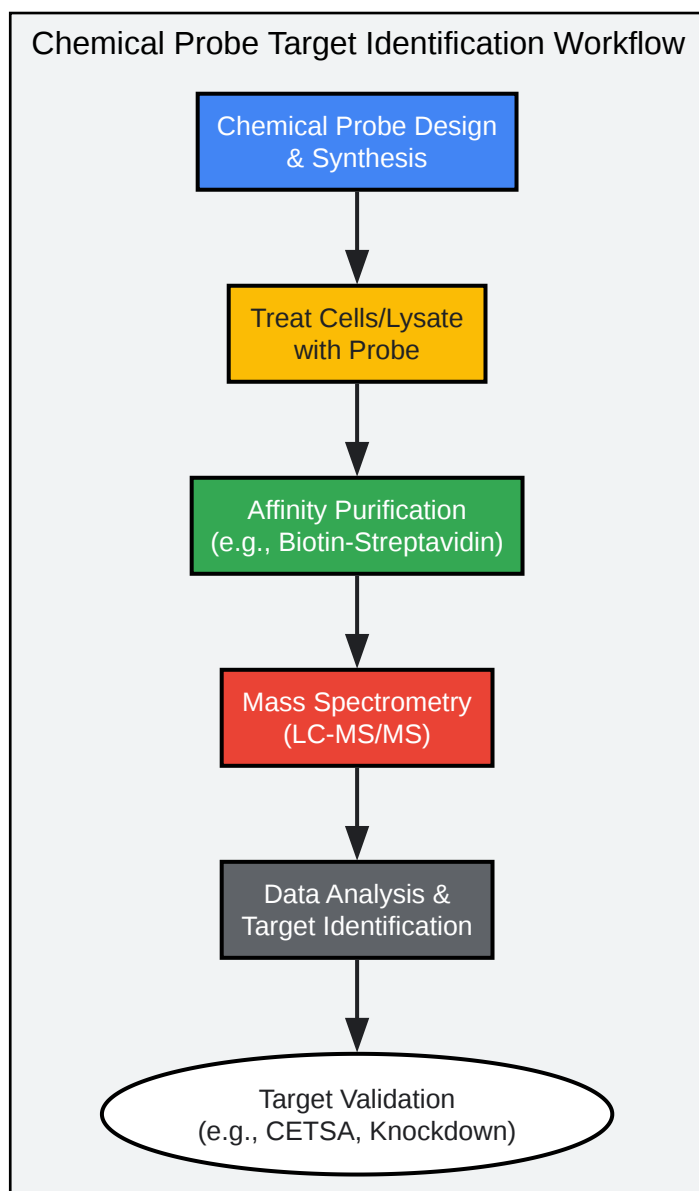 Chemical Probe Target Identification Workflow
Chemical Probe Design
& Synthesis
Treat Cells/Lysate
with Probe
Affinity Purification
(e.g., Biotin-Streptavidin)
Mass Spectrometry
(LC-MS/MS)
Data Analysis &
Target Identification
Target Validation
(e.g., CETSA, Knockdown)